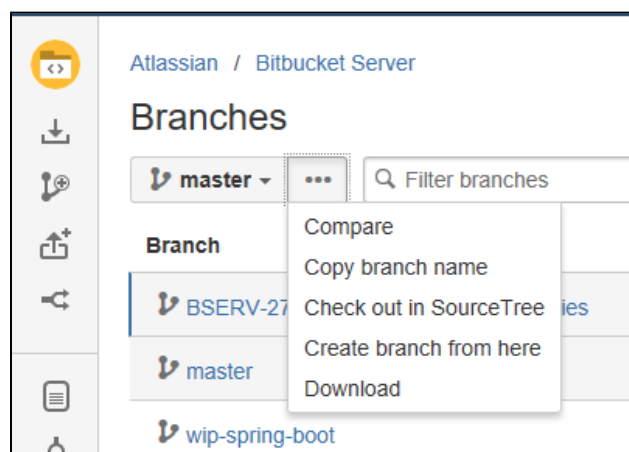 Atlassian / Bitbucket Server
Branches
master
Filter branches
Compare
Copy branch name
Check out in SourceTree
Create branch from here
Download
Branch
BSERV-27 ies
master
wip-spring-boot